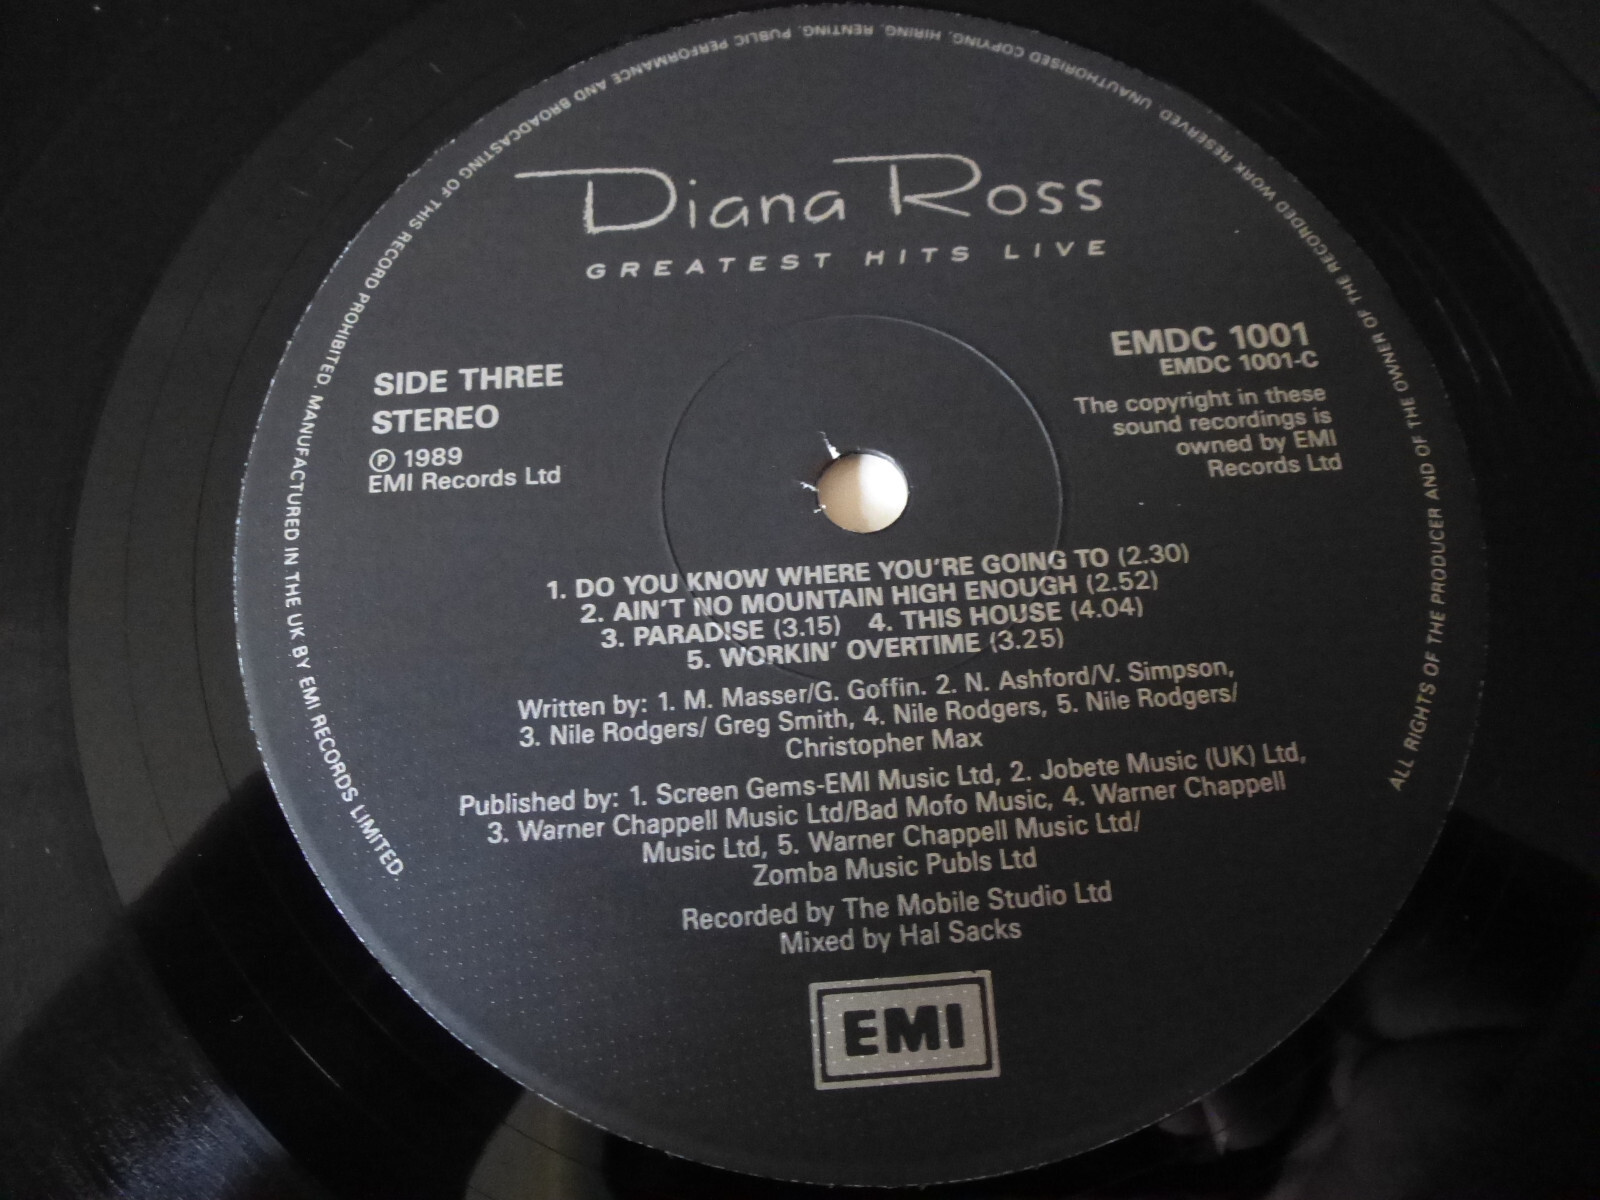 Diana Ross
GREATEST HITS LIVE
SIDE THREE
STEREO
Ⓟ 1989
EMI Records Ltd
EMDC 1001
EMDC 1001-C
The copyright in these
sound recordings is
owned by EMI
Records Ltd
1. DO YOU KNOW WHERE YOU'RE GOING TO (2.30)
2. AIN'T NO MOUNTAIN HIGH ENOUGH (2.52)
3. PARADISE (3.15) 4. THIS HOUSE (4.04)
5. WORKIN' OVERTIME (3.25)
Written by: 1. M. Masser/G. Goffin. 2. N. Ashford/V. Simpson,
3. Nile Rodgers/ Greg Smith, 4. Nile Rodgers, 5. Nile Rodgers/
Christopher Max
Published by: 1. Screen Gems-EMI Music Ltd, 2. Jobete Music (UK) Ltd,
3. Warner Chappell Music Ltd/Bad Mofo Music, 4. Warner Chappell
Music Ltd, 5. Warner Chappell Music Ltd/
Zomba Music Publs Ltd
Recorded by The Mobile Studio Ltd
Mixed by Hal Sacks
EMI
ALL RIGHTS OF THE PRODUCER AND OF THE OWNER OF THE RECORDED WORK RESERVED. UNAUTHORISED COPYING, HIRING, RENTING, PUBLIC PERFORMANCE AND BROADCASTING OF THIS RECORD PROHIBITED. MANUFACTURED IN THE UK BY EMI RECORDS LIMITED.